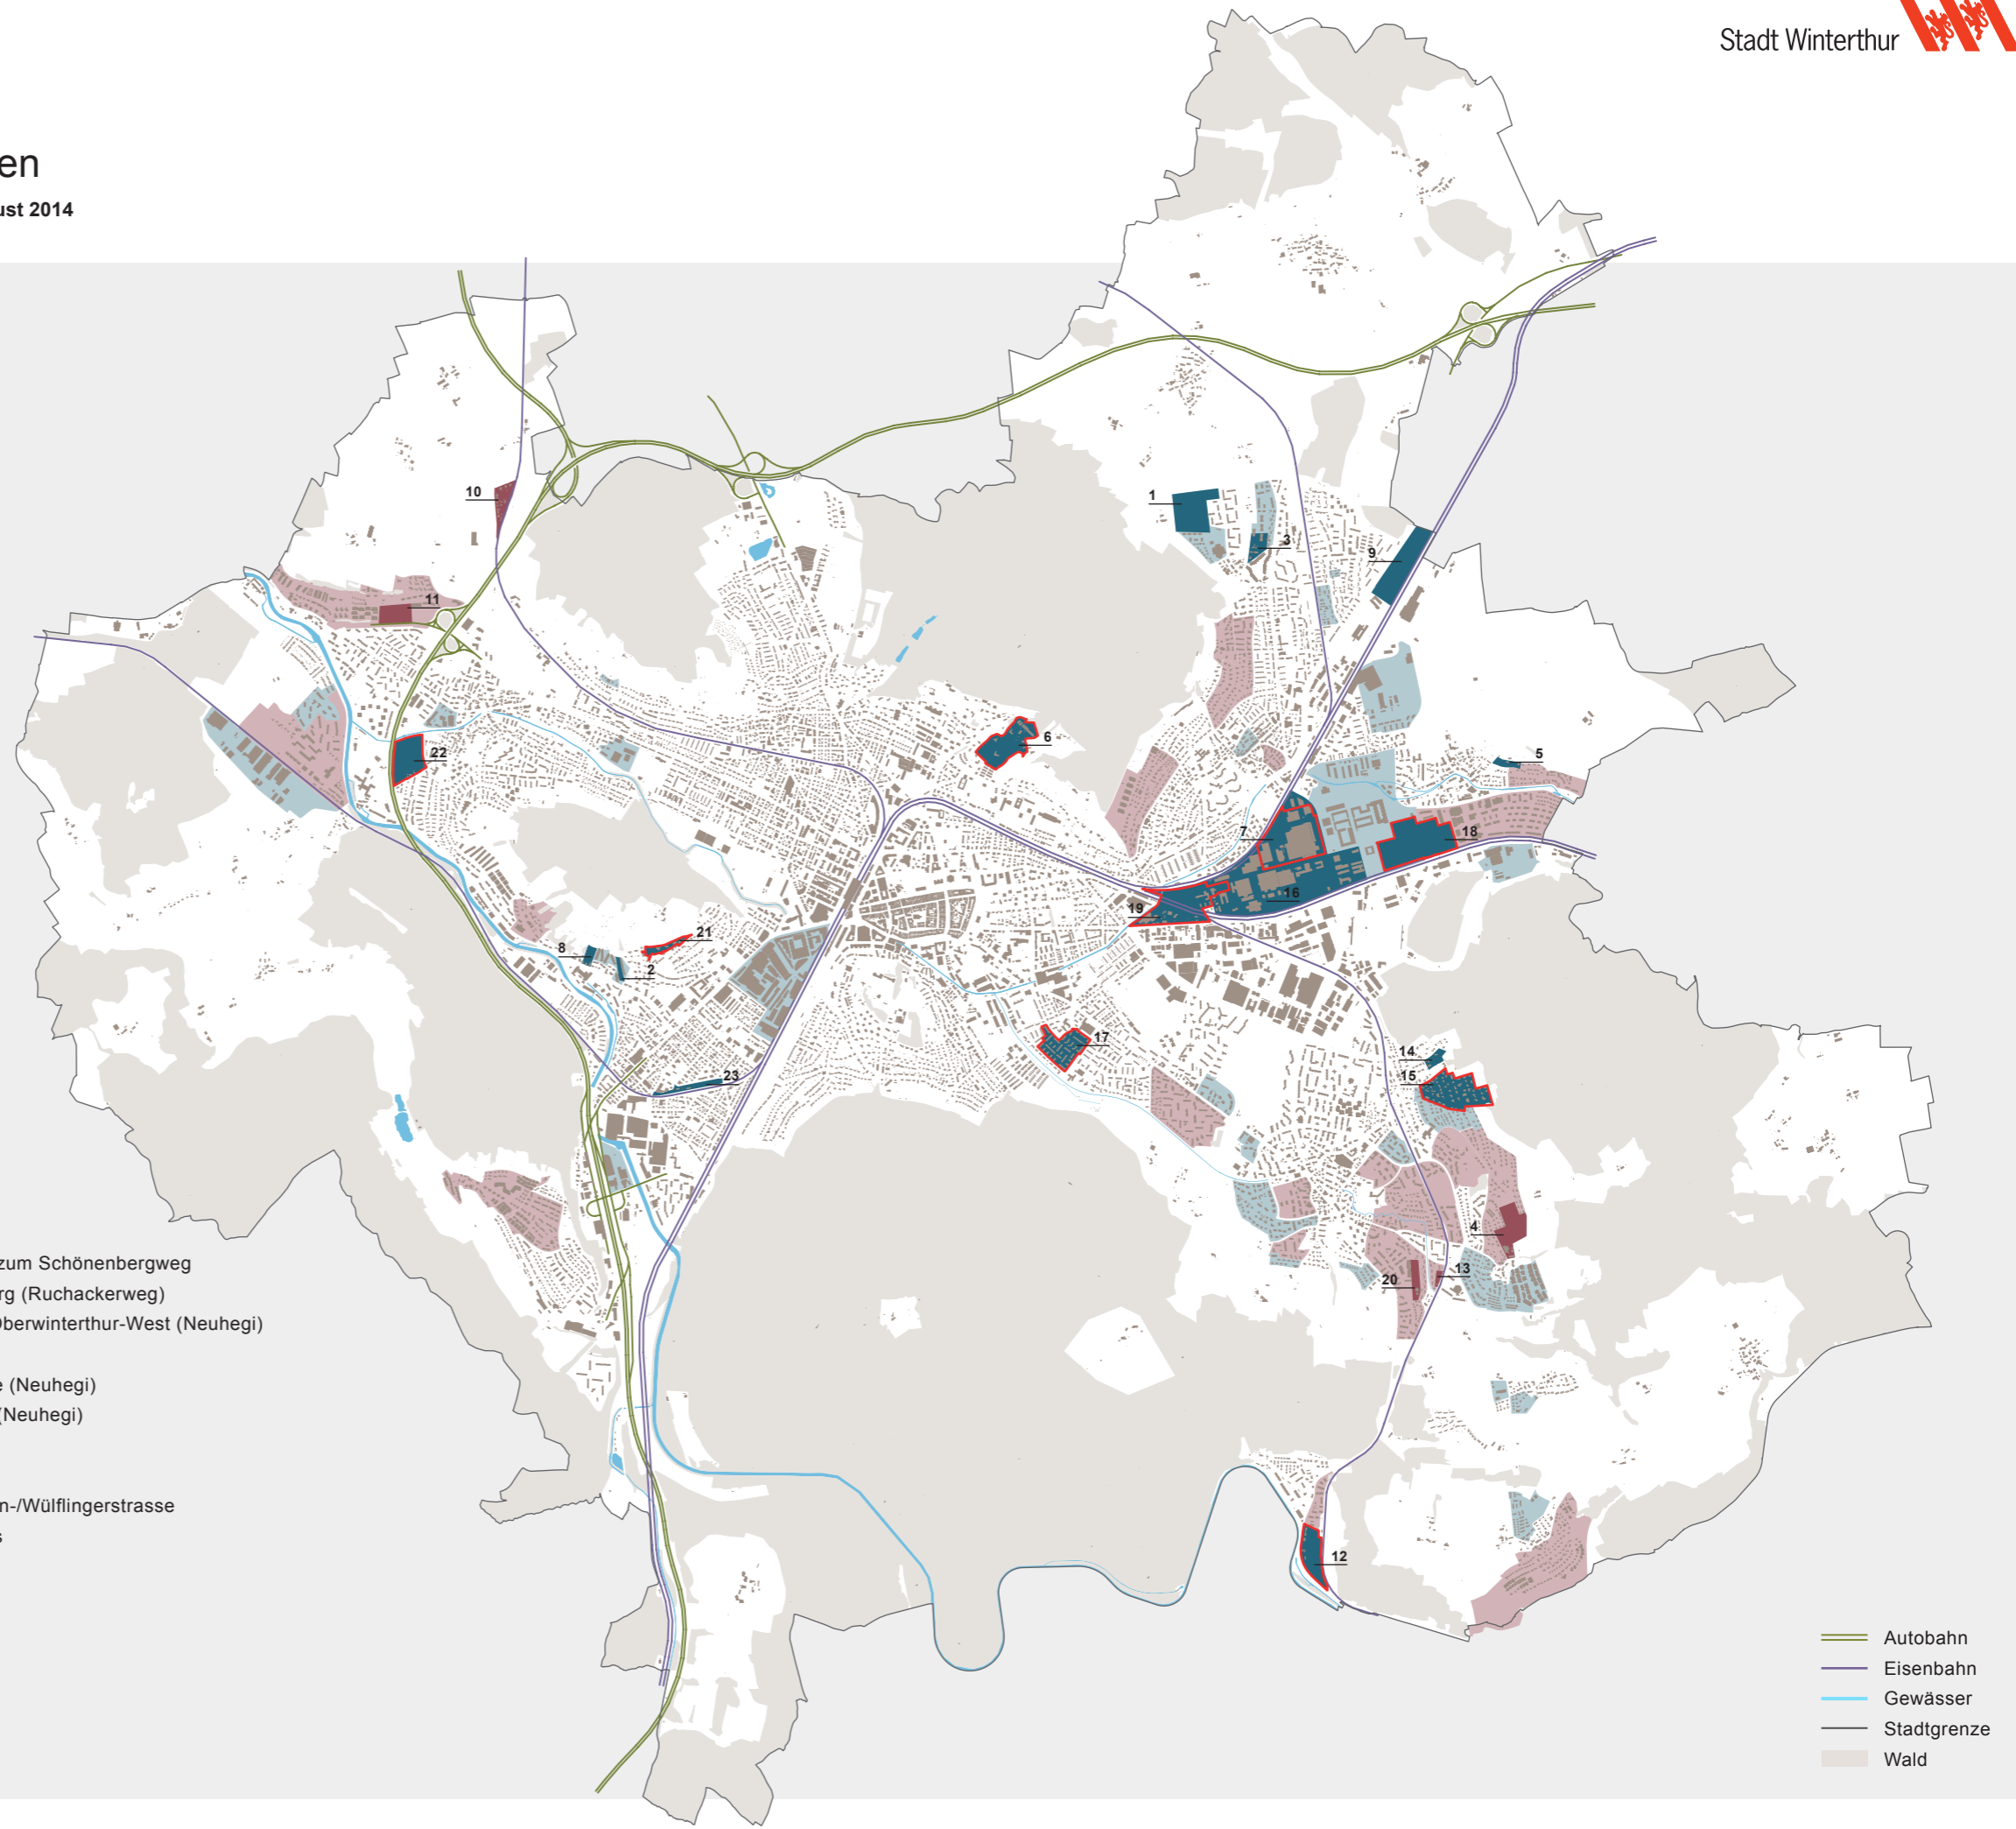 Stadt Winterthur
en
ust 2014
1
3
9
10
11
6
5
22
7
18
16
19
21
8
2
17
23
14
15
4
13
20
12
zum Schönenbergweg
rg (Ruchackerweg)
Oberwinterthur-West (Neuhegi)
e (Neuhegi)
(Neuhegi)
n-/Wülflingerstrasse
s
Autobahn
Eisenbahn
Gewässer
Stadtgrenze
Wald